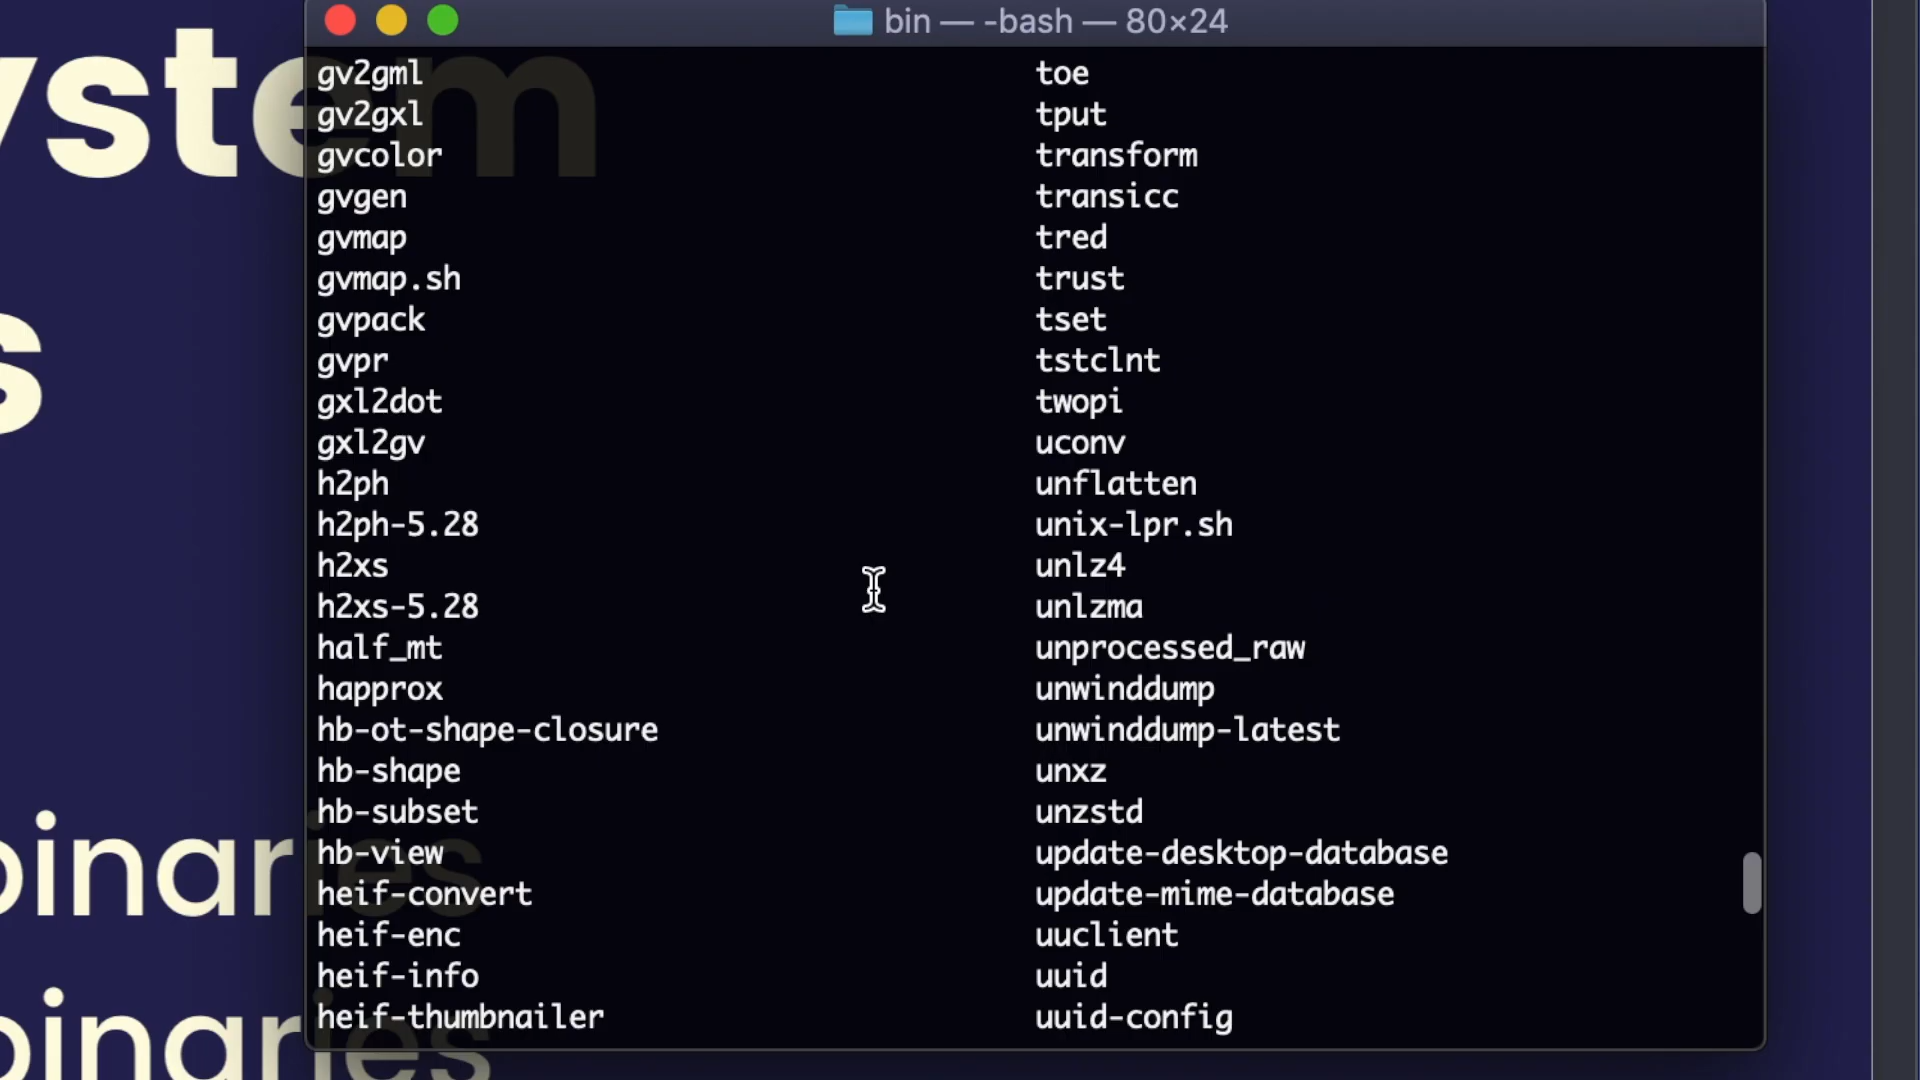 bin — -bash — 80×24
ystem
s
binaries
binaries
gv2gml toe
gv2gxl tput
gvcolor transform
gvgen transicc
gvmap tred
gvmap.sh trust
gvpack tset
gvpr tstclnt
gxl2dot twopi
gxl2gv uconv
h2ph unflatten
h2ph-5.28 unix-lpr.sh
h2xs unlz4
h2xs-5.28 unlzma
half_mt unprocessed_raw
happrox unwinddump
hb-ot-shape-closure unwinddump-latest
hb-shape unxz
hb-subset unzstd
hb-view update-desktop-database
heif-convert update-mime-database
heif-enc uuclient
heif-info uuid
heif-thumbnailer uuid-config